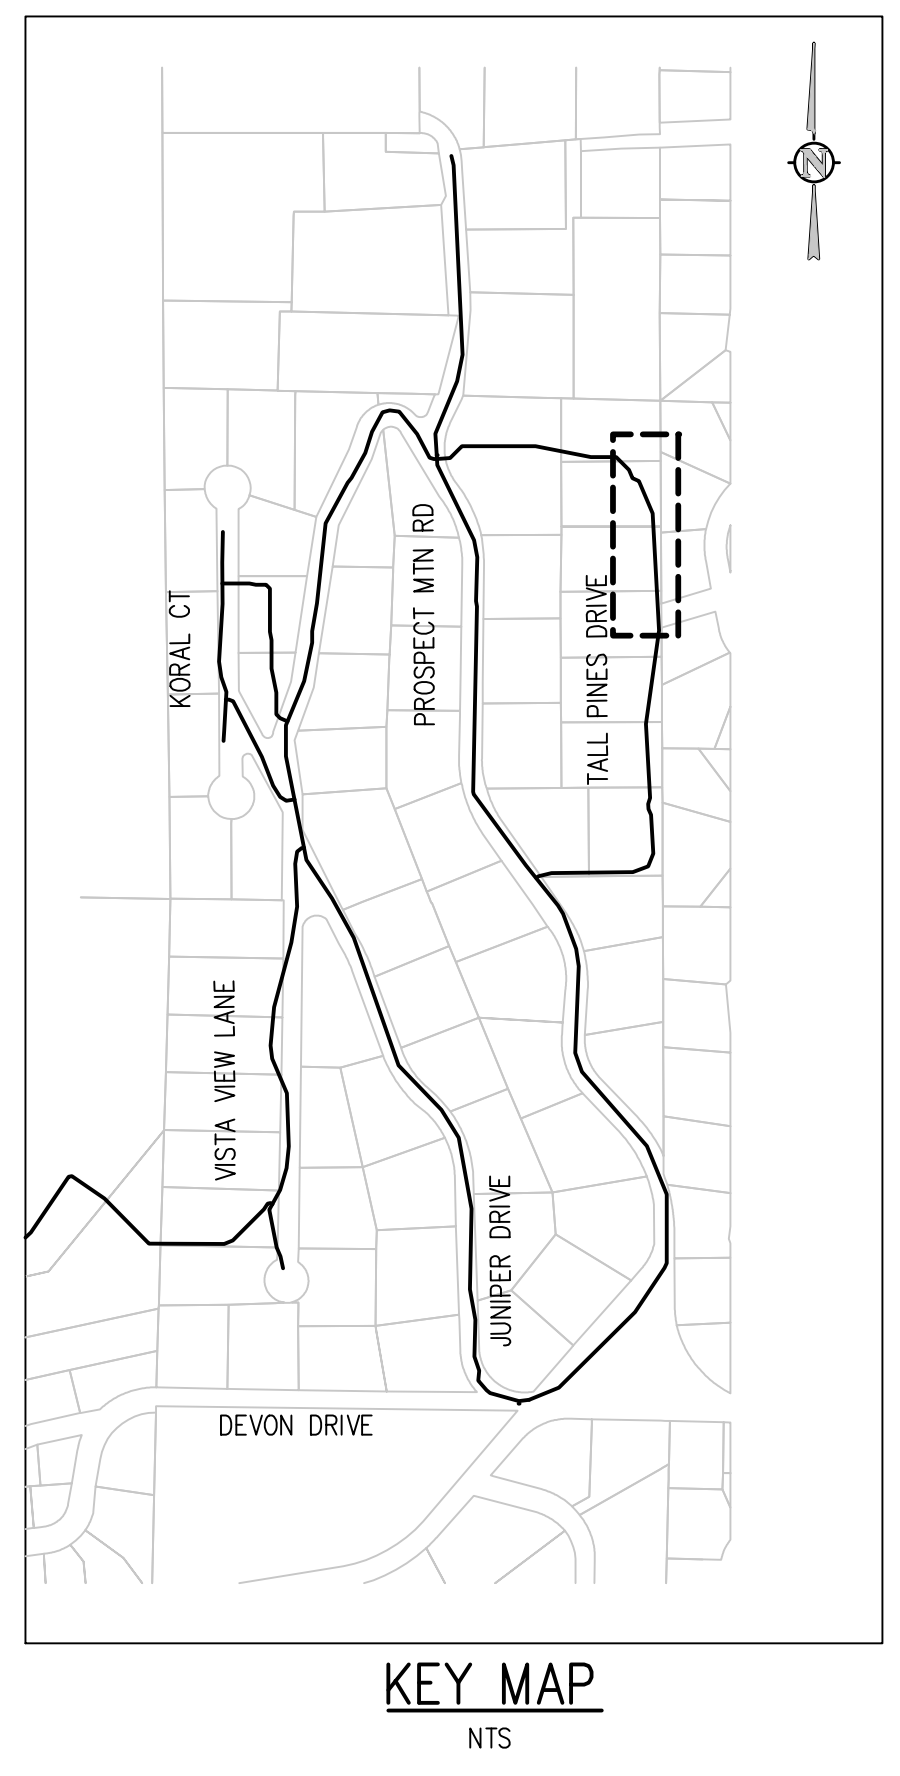 N
PROSPECT MTN RD
KORAL CT
TALL PINES DRIVE
VISTA VIEW LANE
JUNIPER DRIVE
DEVON DRIVE
KEY MAP
NTS